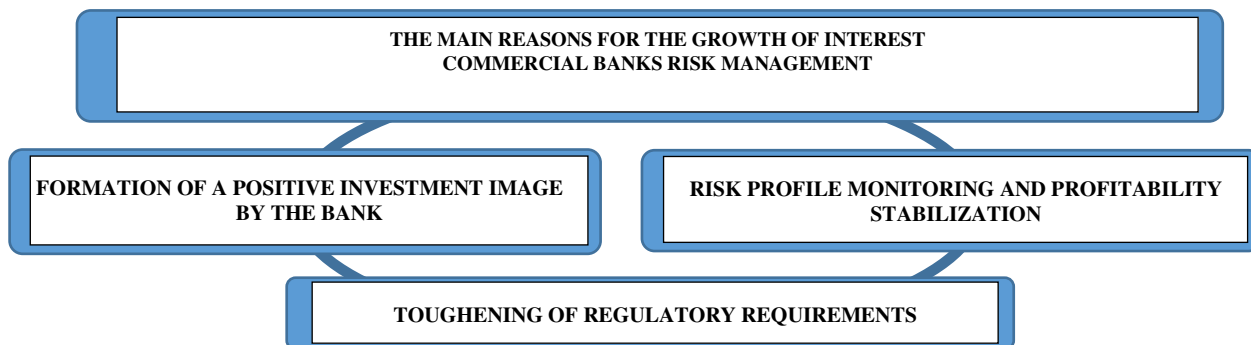 THE MAIN REASONS FOR THE GROWTH OF INTEREST
COMMERCIAL BANKS RISK MANAGEMENT
FORMATION OF A POSITIVE INVESTMENT IMAGE
BY THE BANK
RISK PROFILE MONITORING AND PROFITABILITY
STABILIZATION
TOUGHENING OF REGULATORY REQUIREMENTS